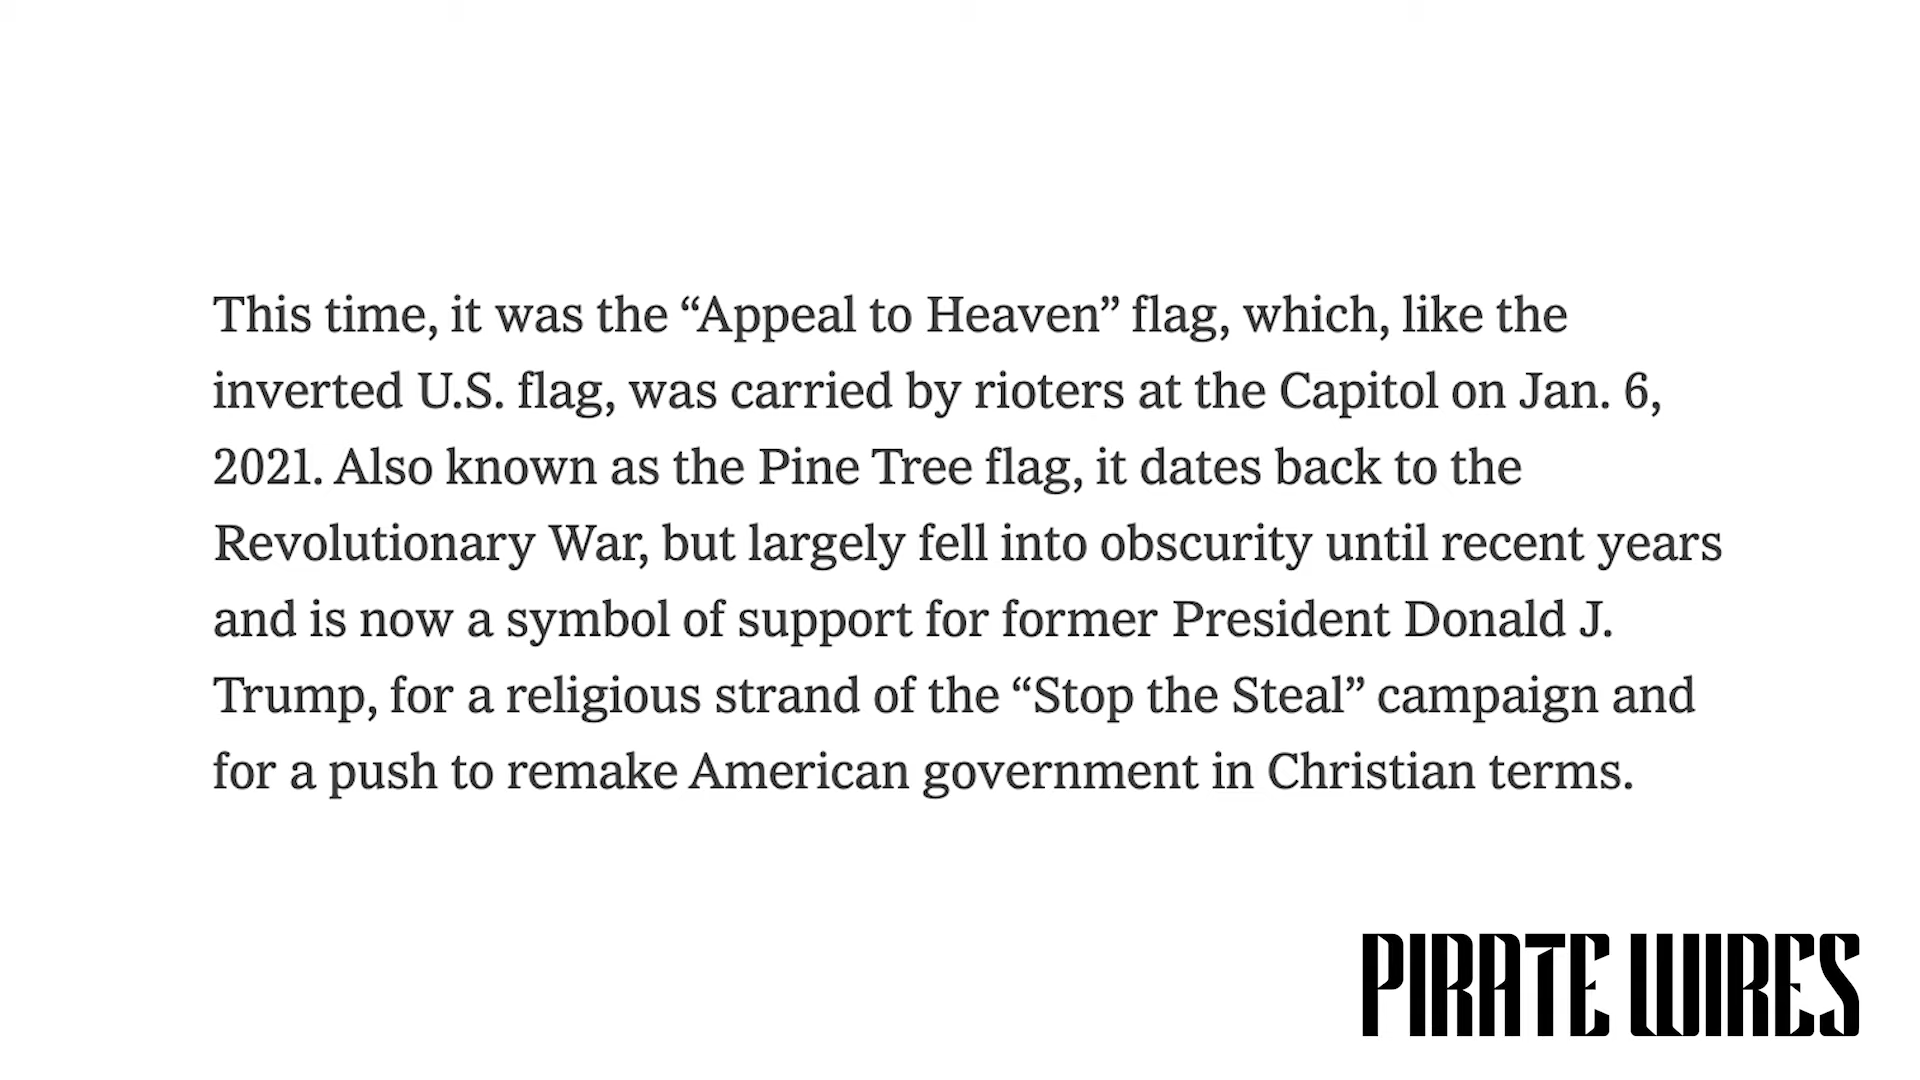 This time, it was the “Appeal to Heaven” flag, which, like the
inverted U.S. flag, was carried by rioters at the Capitol on Jan. 6,
2021. Also known as the Pine Tree flag, it dates back to the
Revolutionary War, but largely fell into obscurity until recent years
and is now a symbol of support for former President Donald J.
Trump, for a religious strand of the “Stop the Steal” campaign and
for a push to remake American government in Christian terms.
PIRATE WIRES